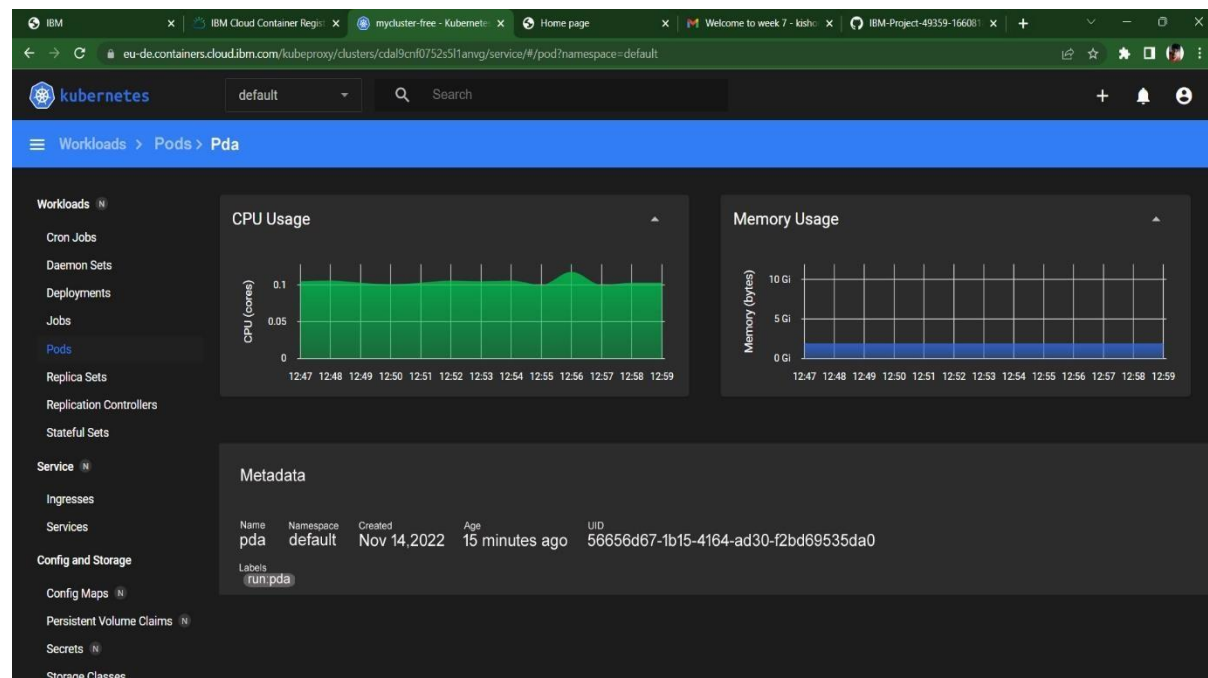 IBM
IBM Cloud Container Regist
mycluster-free - Kubernetes
Home page
Welcome to week 7 - kisho
IBM-Project-49359-16608
eu-de.containers.cloud.ibm.com/kubeproxy/clusters/cdal9cnf0752s5l1anvg/service/#/pod?namespace=default
kubernetes
default
Search
Workloads > Pods > Pda
Workloads N
Cron Jobs
Daemon Sets
Deployments
Jobs
Pods
Replica Sets
Replication Controllers
Stateful Sets
Service N
Ingresses
Services
Config and Storage
Config Maps N
Persistent Volume Claims N
Secrets N
Storage Classes
CPU Usage
CPU (cores)
0.1
0.05
0
12:47 12:48 12:49 12:50 12:51 12:52 12:53 12:54 12:55 12:56 12:57 12:58 12:59
Memory Usage
Memory (bytes)
10 Gi
5 Gi
0 Gi
12:47 12:48 12:49 12:50 12:51 12:52 12:53 12:54 12:55 12:56 12:57 12:58 12:59
Metadata
Name Namespace Created Age UID
pda default Nov 14,2022 15 minutes ago 56656d67-1b15-4164-ad30-f2bd69535da0
Labels
run:pda